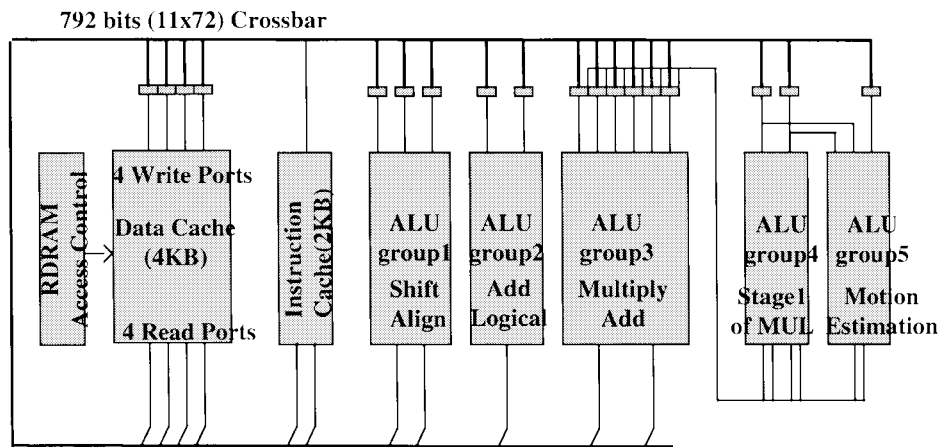 792 bits (11x72) Crossbar
RDRAM
Access Control
4 Write Ports
Data Cache
(4KB)
4 Read Ports
Instruction
Cache(2KB)
ALU
group1
Shift
Align
ALU
group2
Add
Logical
ALU
group3
Multiply
Add
ALU
group4
Stage1
of MUL
ALU
group5
Motion
Estimation